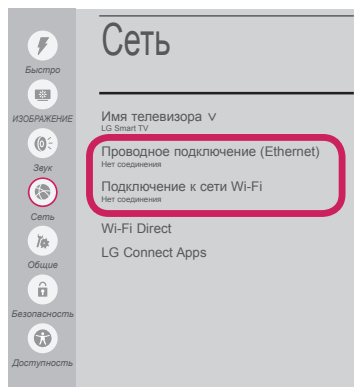 Сеть
Быстро
ИЗОБРАЖЕНИЕ
Звук
Сеть
Общие
Безопасность
Доступность
Имя телевизора ∨
LG Smart TV
Проводное подключение (Ethernet)
Нет соединения
Подключение к сети Wi-Fi
Нет соединения
Wi-Fi Direct
LG Connect Apps